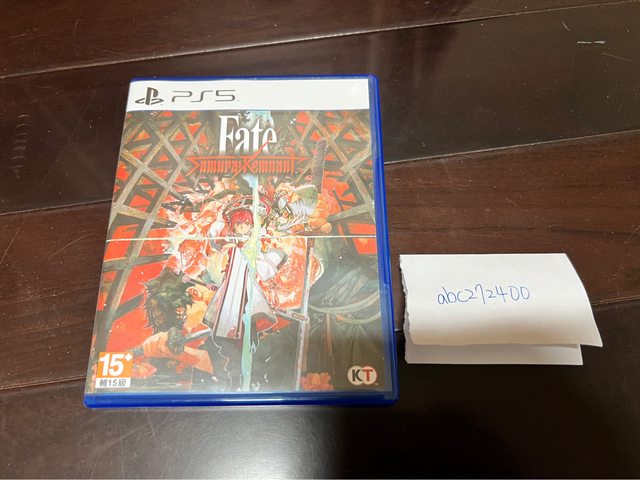 PS5
Fate
Samurai Remnant
15+
輔15級
KT
abc272400